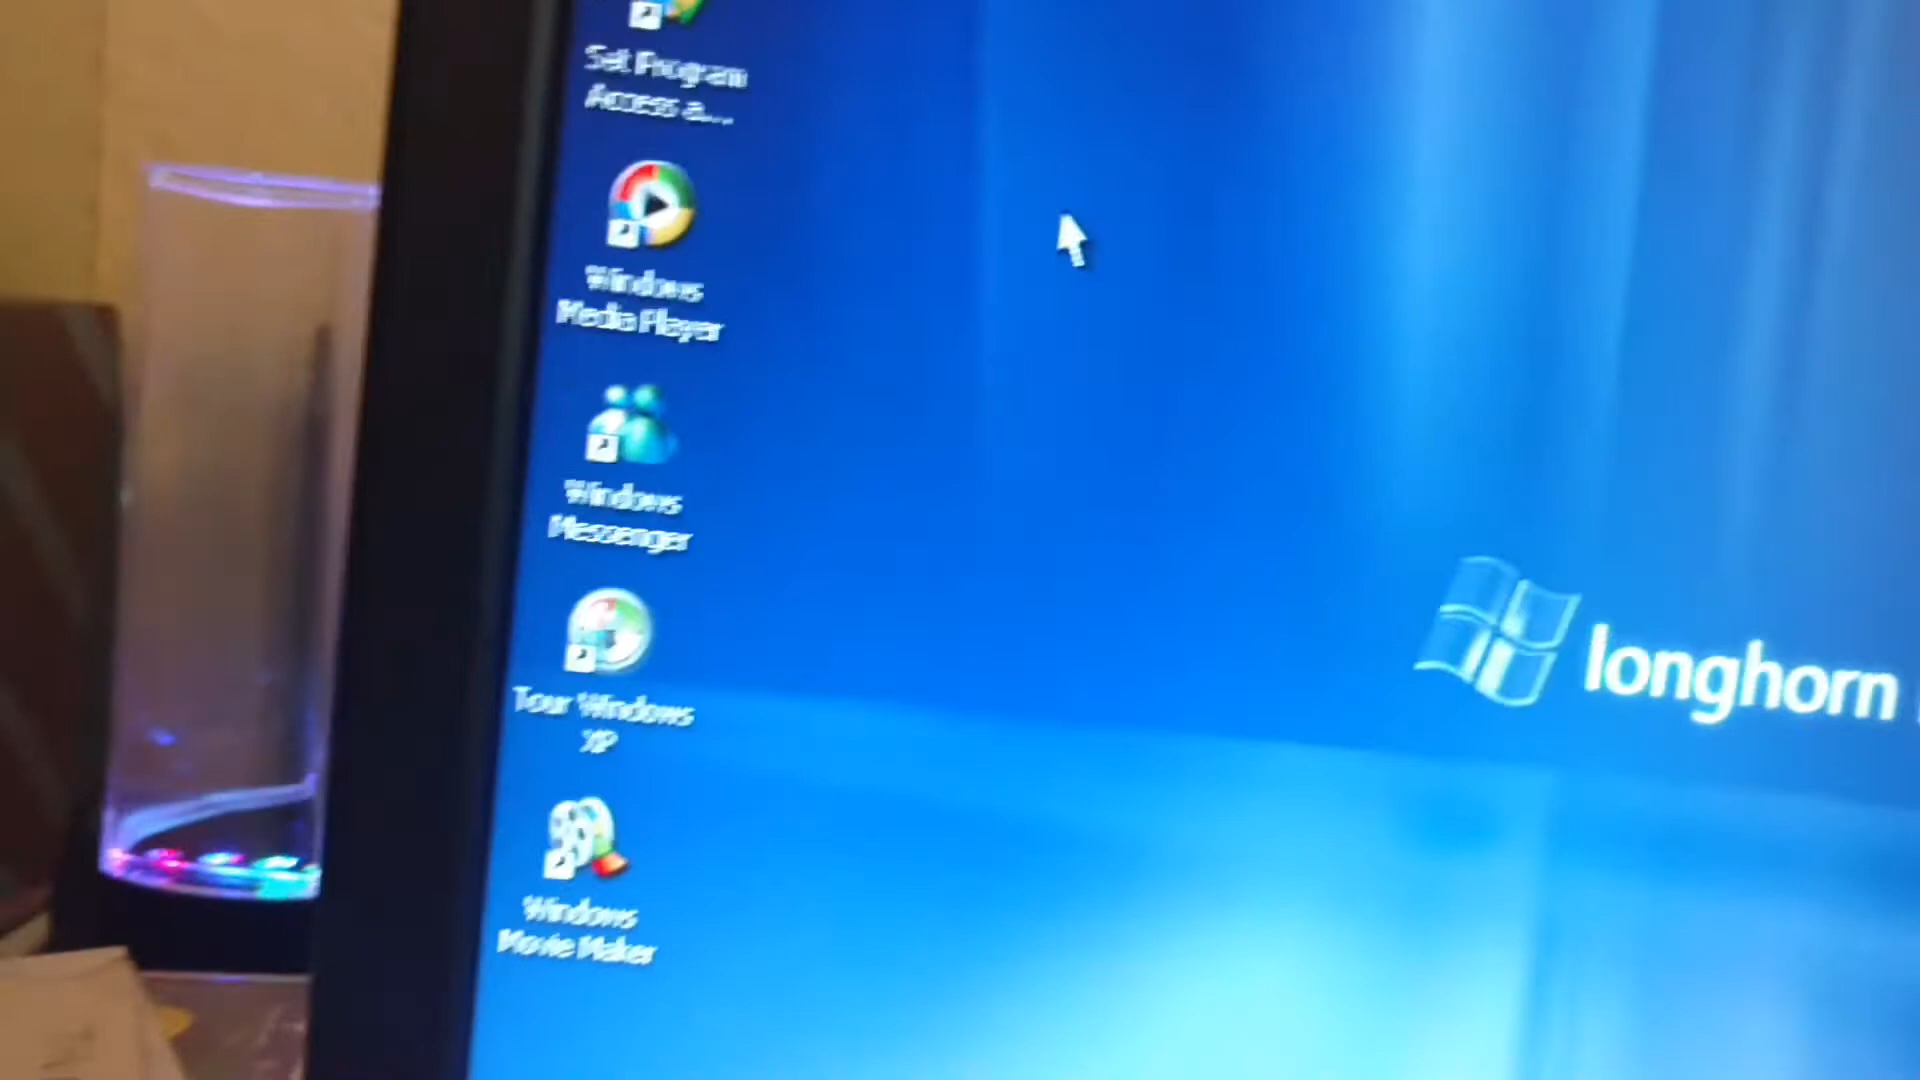 Set Program
Access a...
Windows
Media Player
Windows
Messenger
Tour Windows
XP
Windows
Movie Maker
longhorn